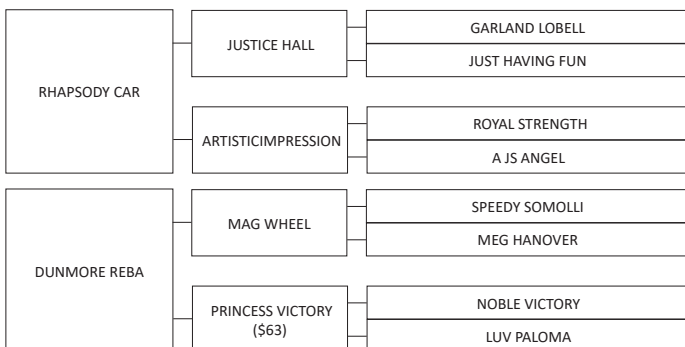 RHAPSODY CAR
JUSTICE HALL
GARLAND LOBELL
JUST HAVING FUN
ARTISTICIMPRESSION
ROYAL STRENGTH
A JS ANGEL
DUNMORE REBA
MAG WHEEL
SPEEDY SOMOLLI
MEG HANOVER
PRINCESS VICTORY
($63)
NOBLE VICTORY
LUV PALOMA